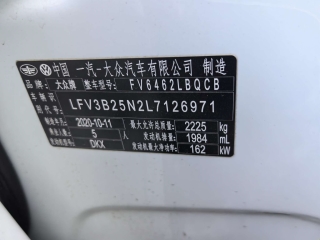 中国 一汽-大众汽车有限公司 制造
品牌 大众牌 整车型号 FV6462LBQCB
LFV3B25N2L7126971
制造年月 2020-10-11 最大允许总质量 2225 kg
乘坐人数 5 人 发动机排量 1984 mL
发动机型号 DKX 发动机最大净功率 162 kW